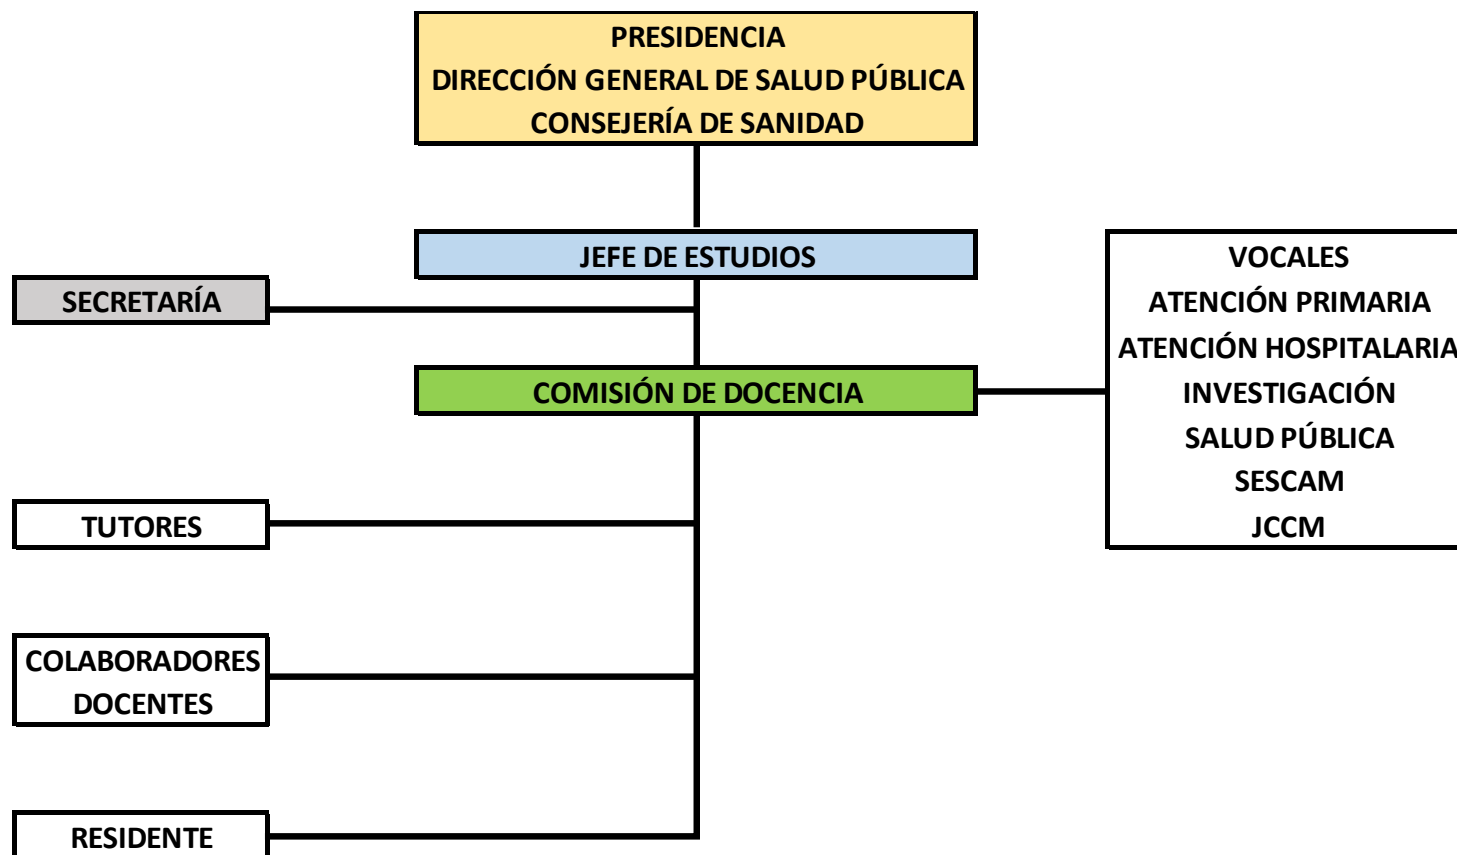 PRESIDENCIA
DIRECCIÓN GENERAL DE SALUD PÚBLICA
CONSEJERÍA DE SANIDAD
JEFE DE ESTUDIOS
SECRETARÍA
COMISIÓN DE DOCENCIA
VOCALES
ATENCIÓN PRIMARIA
ATENCIÓN HOSPITALARIA
INVESTIGACIÓN
SALUD PÚBLICA
SESCAM
JCCM
TUTORES
COLABORADORES
DOCENTES
RESIDENTE